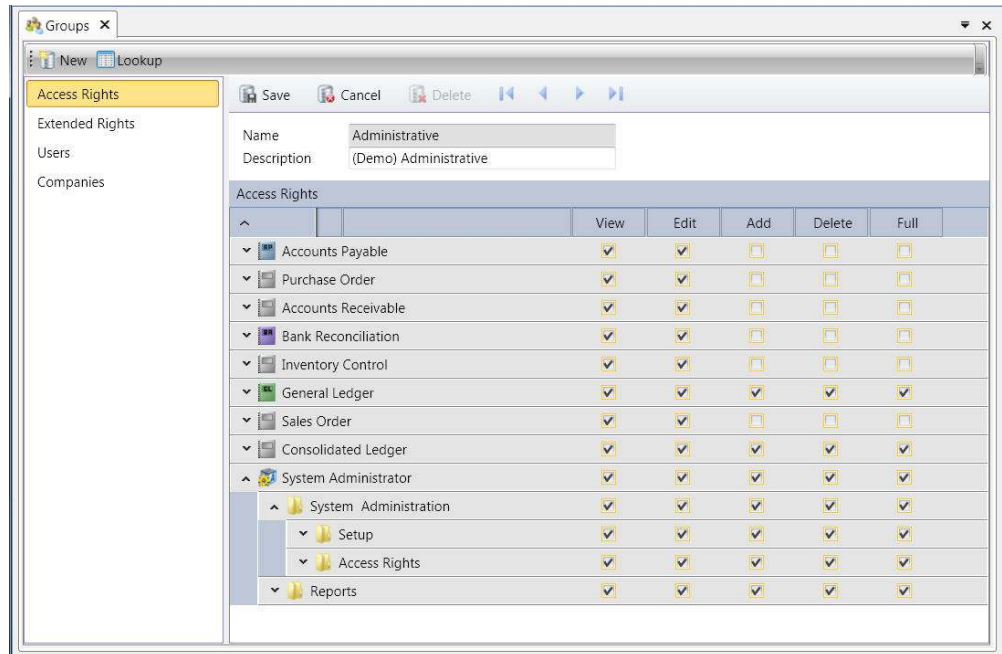 Groups
New Lookup
Access Rights
Extended Rights
Users
Companies
Save Cancel Delete
Name Administrative
Description (Demo) Administrative
Access Rights
View Edit Add Delete Full
Accounts Payable
Purchase Order
Accounts Receivable
Bank Reconciliation
Inventory Control
General Ledger
Sales Order
Consolidated Ledger
System Administrator
System Administration
Setup
Access Rights
Reports